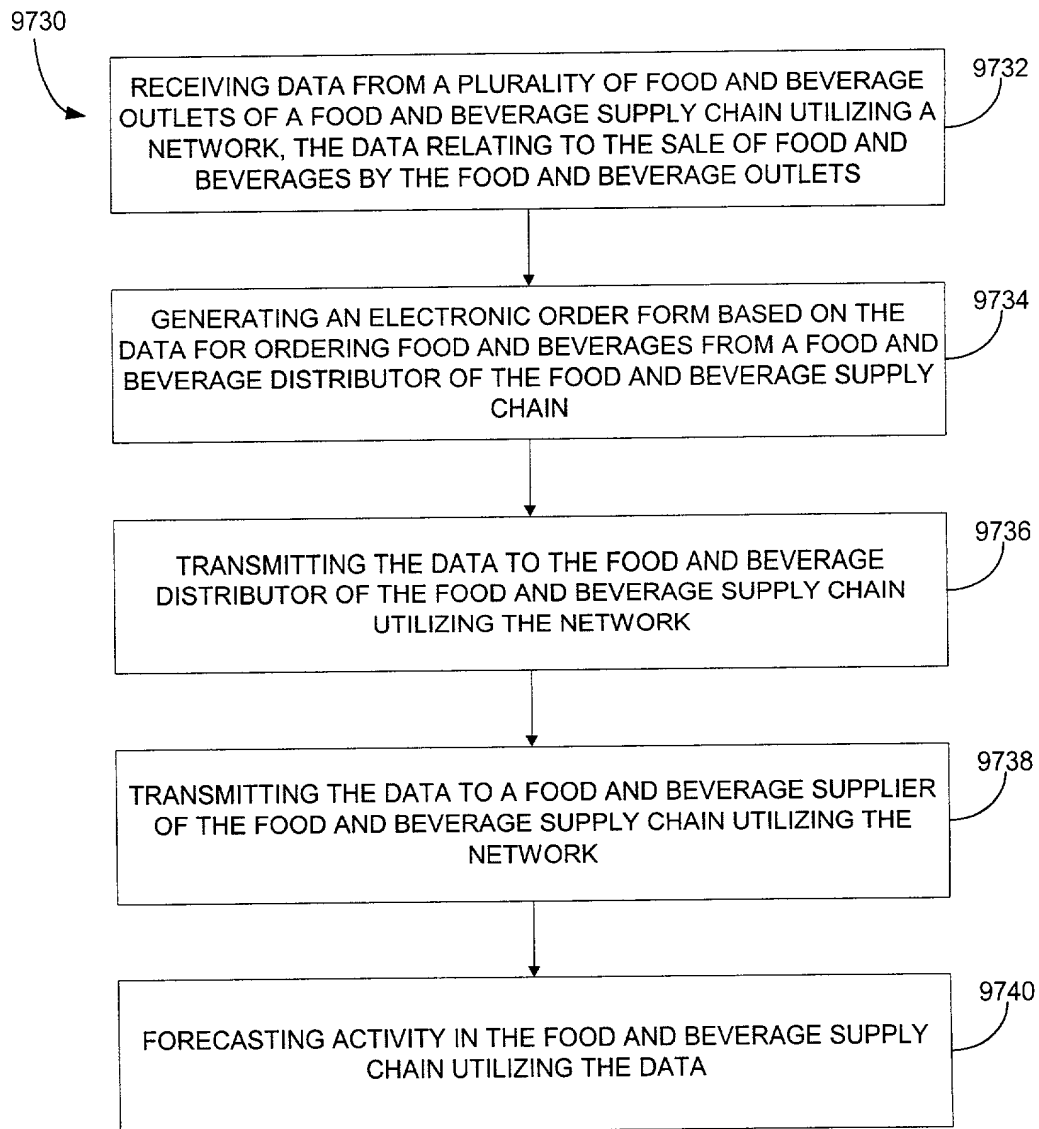 9730
9732
RECEIVING DATA FROM A PLURALITY OF FOOD AND BEVERAGE
OUTLETS OF A FOOD AND BEVERAGE SUPPLY CHAIN UTILIZING A
NETWORK, THE DATA RELATING TO THE SALE OF FOOD AND
BEVERAGES BY THE FOOD AND BEVERAGE OUTLETS
9734
GENERATING AN ELECTRONIC ORDER FORM BASED ON THE
DATA FOR ORDERING FOOD AND BEVERAGES FROM A FOOD AND
BEVERAGE DISTRIBUTOR OF THE FOOD AND BEVERAGE SUPPLY
CHAIN
9736
TRANSMITTING THE DATA TO THE FOOD AND BEVERAGE
DISTRIBUTOR OF THE FOOD AND BEVERAGE SUPPLY CHAIN
UTILIZING THE NETWORK
9738
TRANSMITTING THE DATA TO A FOOD AND BEVERAGE SUPPLIER
OF THE FOOD AND BEVERAGE SUPPLY CHAIN UTILIZING THE
NETWORK
9740
FORECASTING ACTIVITY IN THE FOOD AND BEVERAGE SUPPLY
CHAIN UTILIZING THE DATA